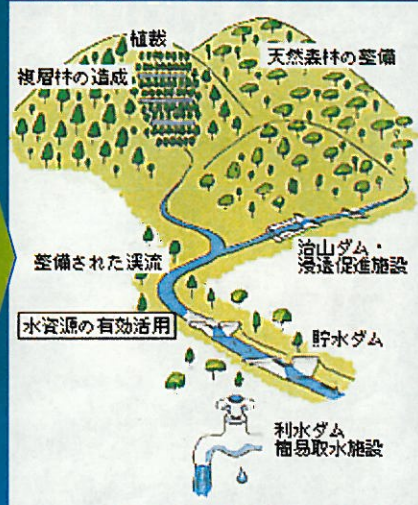 植裁
複層林の造成
天然森林の整備
整備された渓流
治山ダム・
浸透促進施設
水資源の有効活用
貯水ダム
利水ダム
簡易取水施設